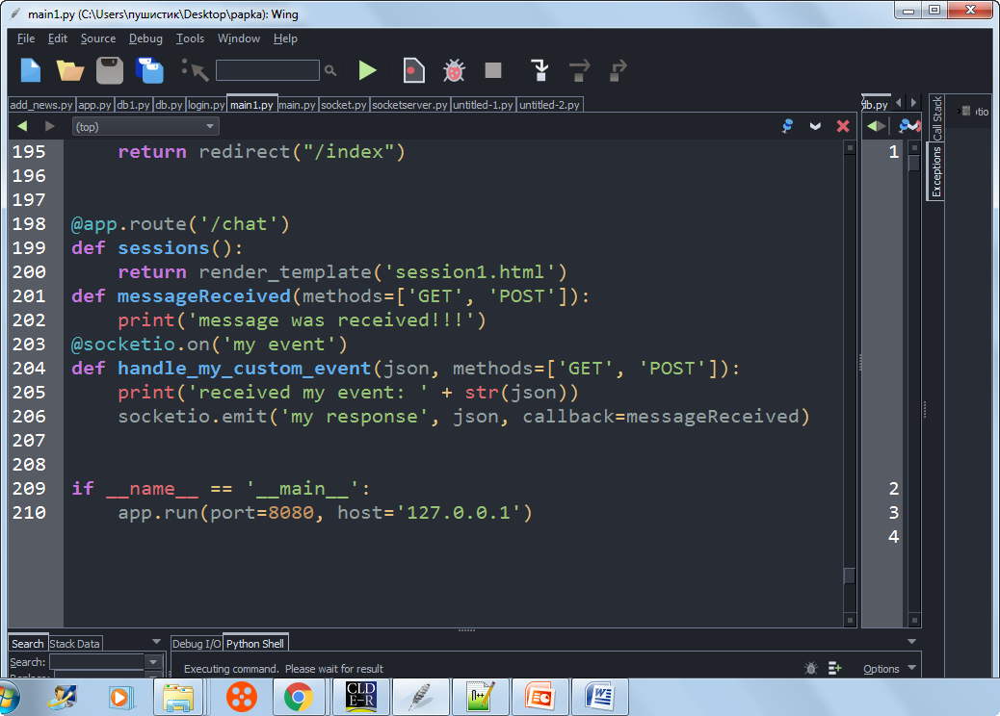 main1.py (C:\Users\пушистик\Desktop\papka): Wing
File Edit Source Debug Tools Window Help
add_news.py app.py db1.py db.py login.py main1.py main.py socket.py socketserver.py untitled-1.py untitled-2.py db.py
(top)
Call Stack
Exceptions
195     return redirect("/index")
196
197
198 @app.route('/chat')
199 def sessions():
200     return render_template('session1.html')
201 def messageReceived(methods=['GET', 'POST']):
202     print('message was received!!!')
203 @socketio.on('my event')
204 def handle_my_custom_event(json, methods=['GET', 'POST']):
205     print('received my event: ' + str(json))
206     socketio.emit('my response', json, callback=messageReceived)
207
208
209 if __name__ == '__main__':
210     app.run(port=8080, host='127.0.0.1')
1
2
3
4
Search Stack Data Debug I/O Python Shell
Search:
Executing command. Please wait for result
Options
CLD
E-R